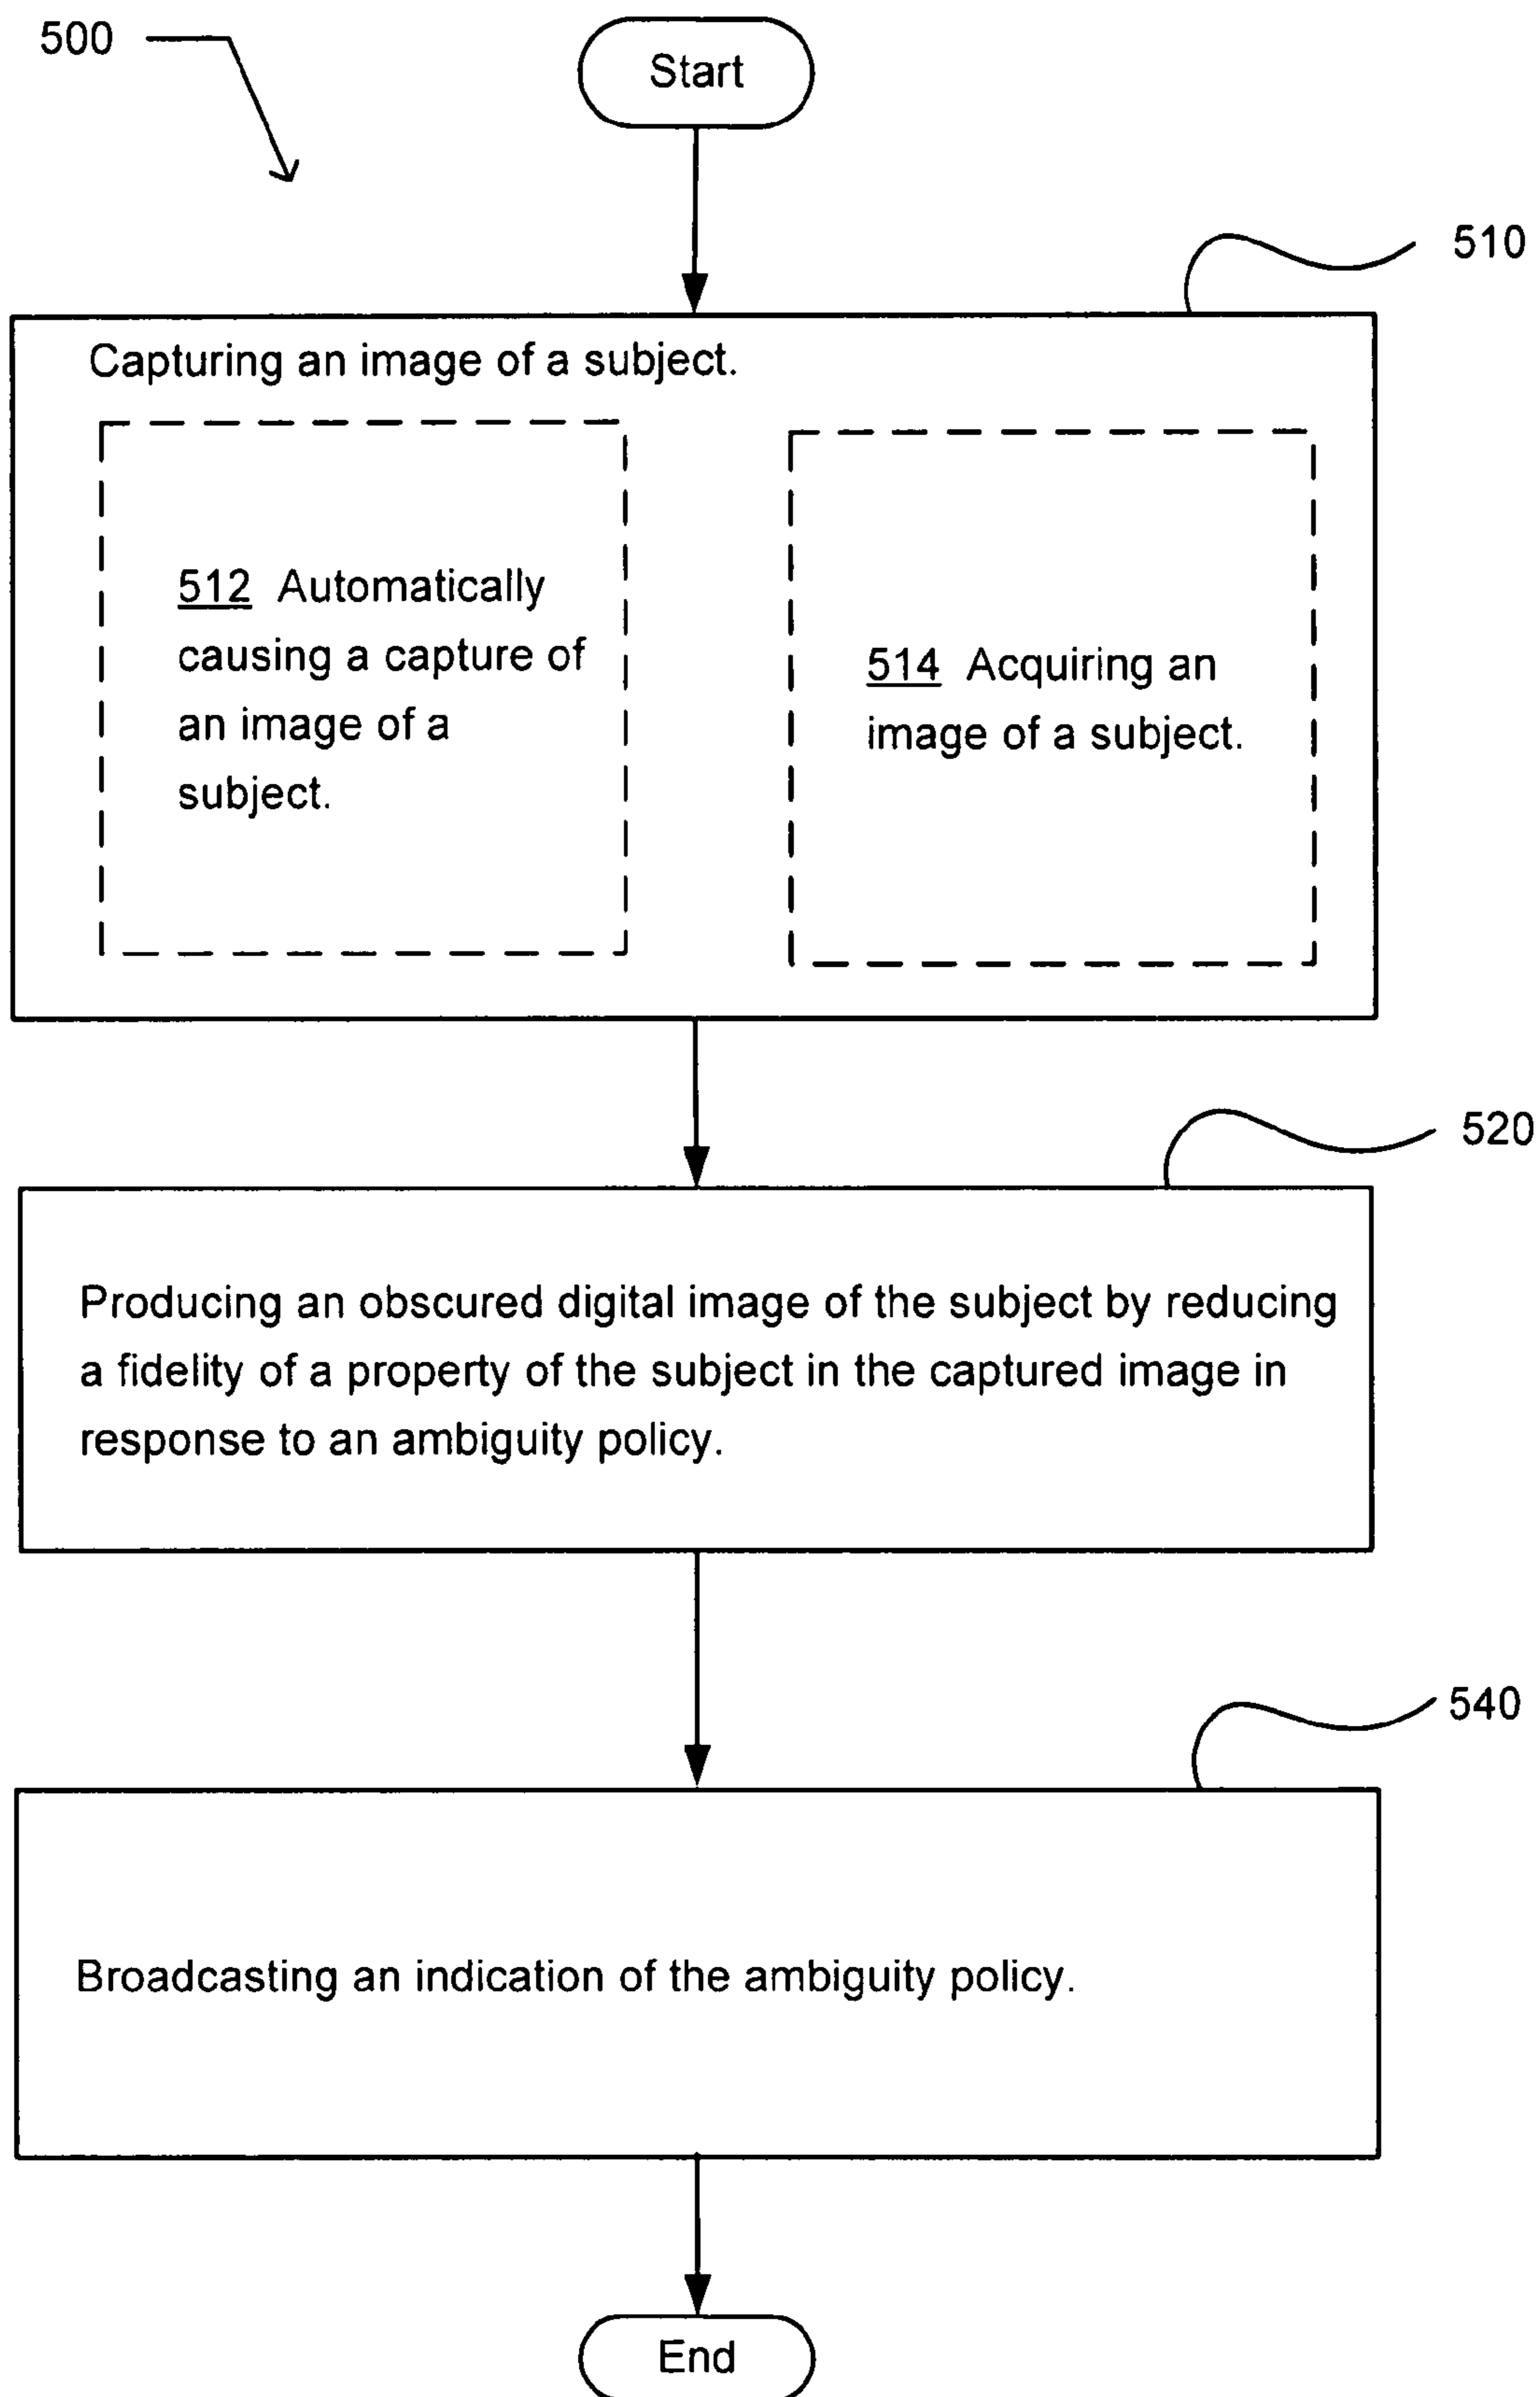 500
Start
510
Capturing an image of a subject.
512 Automatically
causing a capture of
an image of a
subject.
514 Acquiring an
image of a subject.
520
Producing an obscured digital image of the subject by reducing
a fidelity of a property of the subject in the captured image in
response to an ambiguity policy.
540
Broadcasting an indication of the ambiguity policy.
End